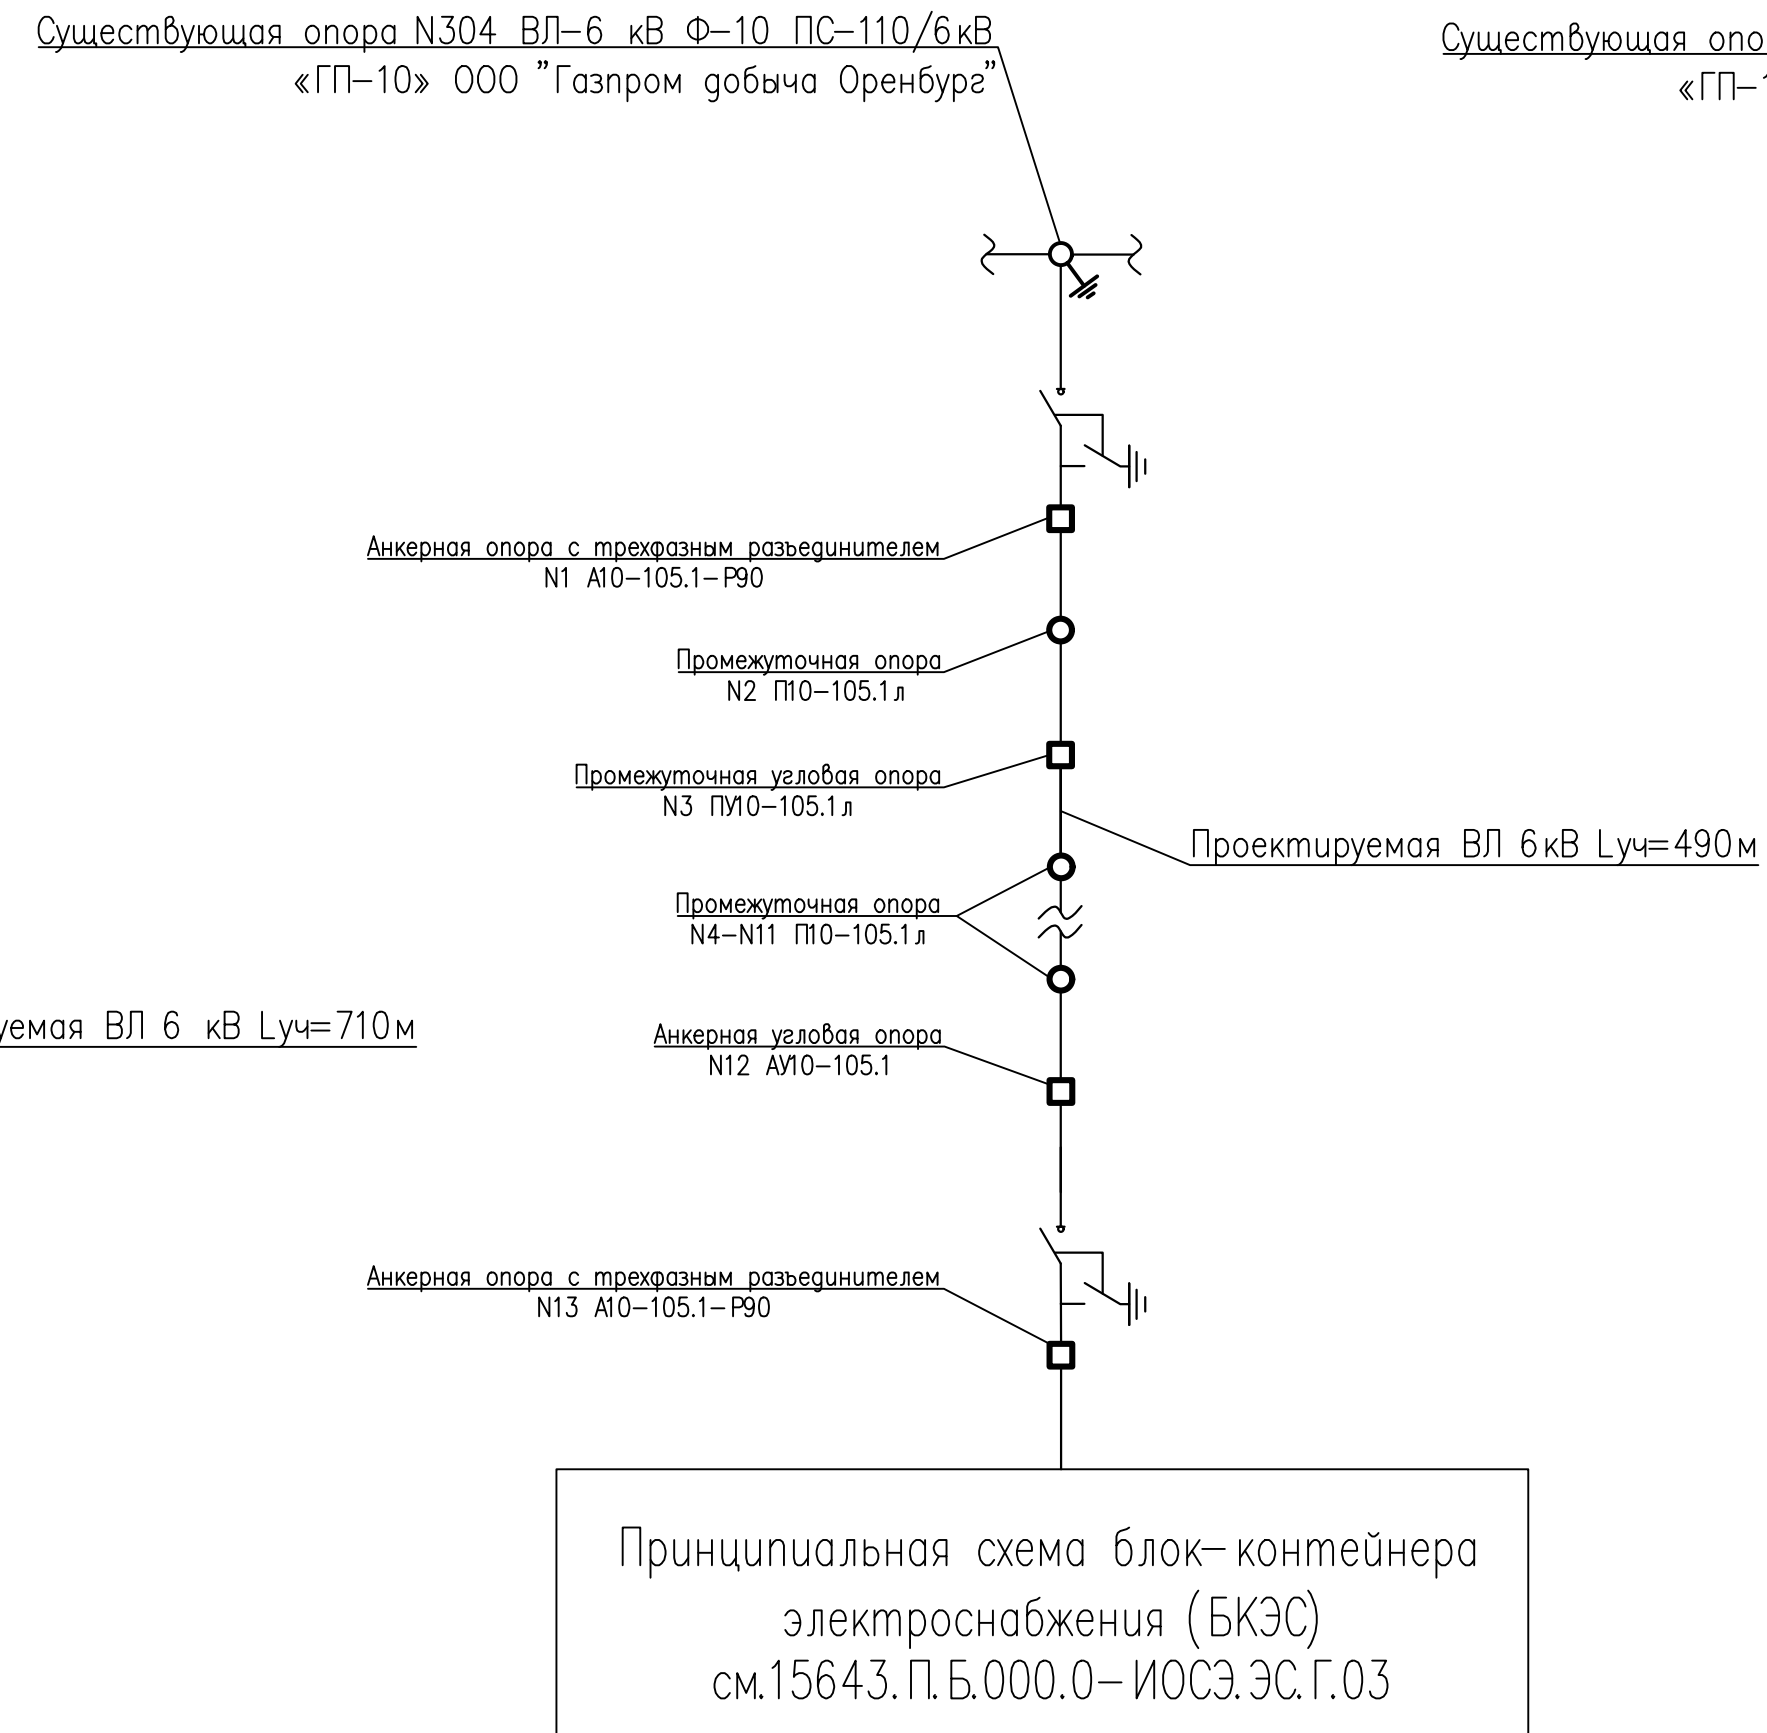 Существующая опора N304 ВЛ-6 кВ Ф-10 ПС-110/6кВ
«ГП-10» ООО "Газпром добыча Оренбург"
Существующая опо
«ГП-1
Анкерная опора с трехфазным разъединителем
N1 А10-105.1-Р90
Промежуточная опора
N2 П10-105.1л
Промежуточная угловая опора
N3 ПУ10-105.1л
Проектируемая ВЛ 6кВ Lуч=490м
Промежуточная опора
N4-N11 П10-105.1л
уемая ВЛ 6 кВ Lуч=710м
Анкерная угловая опора
N12 АУ10-105.1
Анкерная опора с трехфазным разъединителем
N13 А10-105.1-Р90
Принципиальная схема блок-контейнера
электроснабжения (БКЭС)
см.15643.П.Б.000.0-ИОСЭ.ЭС.Г.03